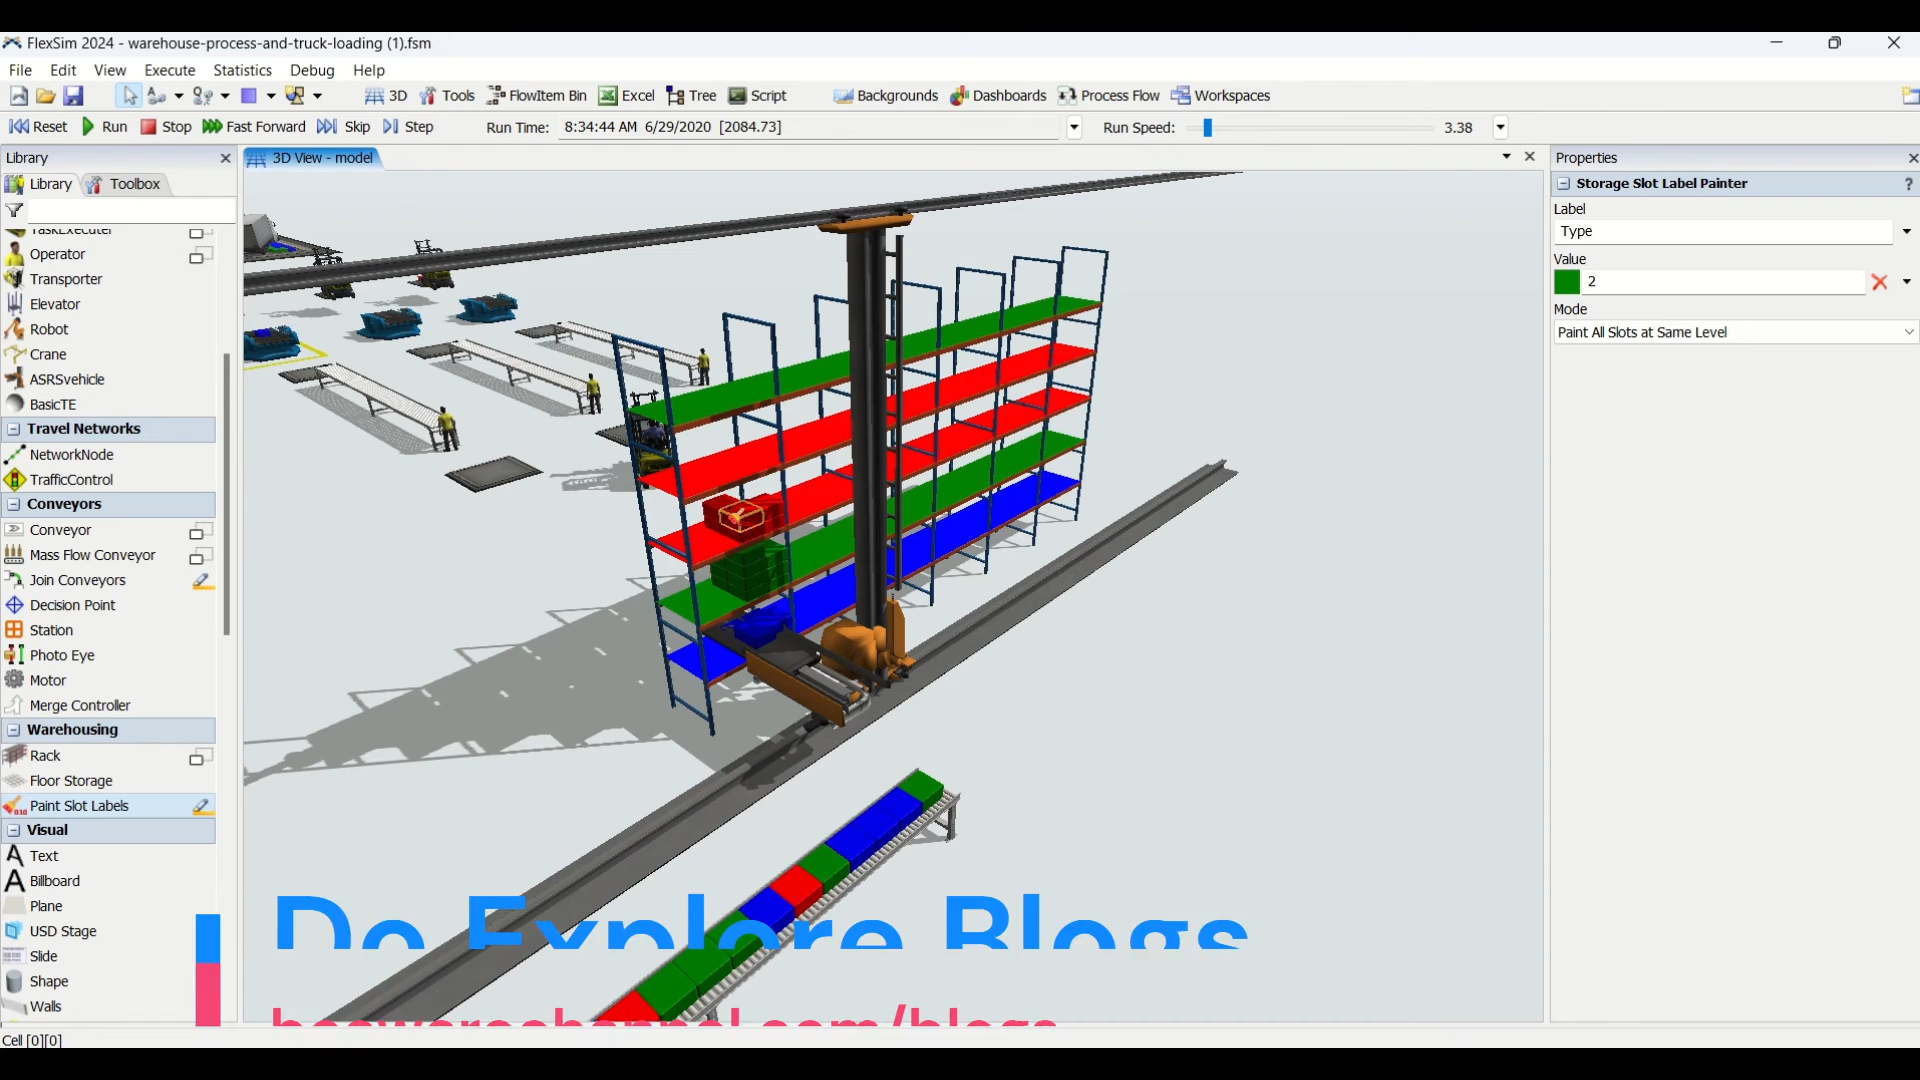 FlexSim 2024 - warehouse-process-and-truck-loading (1).fsm
File Edit View Execute Statistics Debug Help
3D Tools FlowItem Bin Excel Tree Script Backgrounds Dashboards Process Flow Workspaces
Reset Run Stop Fast Forward Skip Step Run Time: 8:34:44 AM 6/29/2020 [2084.73] Run Speed: 3.38
Library
Library Toolbox
TaskExecuter
Operator
Transporter
Elevator
Robot
Crane
ASRSvehicle
BasicTE
Travel Networks
NetworkNode
TrafficControl
Conveyors
Conveyor
Mass Flow Conveyor
Join Conveyors
Decision Point
Station
Photo Eye
Motor
Merge Controller
Warehousing
Rack
Floor Storage
Paint Slot Labels
Visual
Text
Billboard
Plane
USD Stage
Slide
Shape
Walls
3D View - model
Do Explore Blogs
Properties
Storage Slot Label Painter ?
Label
Type
Value
2
Mode
Paint All Slots at Same Level
Cell [0][0]